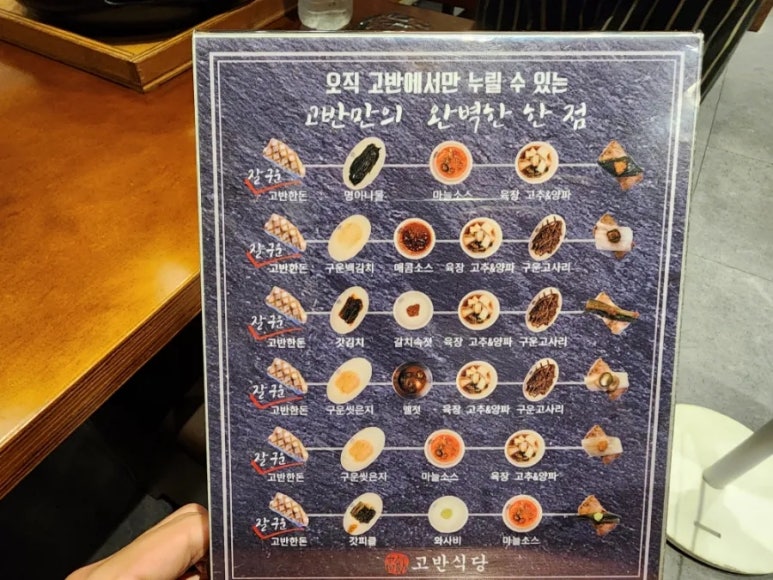 오직 고반에서만 누릴 수 있는
고반만의 완벽한 한 점
잘 구운 고반한돈 명이나물 마늘소스 육장 고추&양파
잘 구운 고반한돈 구운백김치 매콤소스 육장 고추&양파 구운고사리
잘 구운 고반한돈 갓김치 갈치속젓 육장 고추&양파 구운고사리
잘 구운 고반한돈 구운씻은지 멜젓 육장 고추&양파 구운고사리
잘 구운 고반한돈 구운씻은지 마늘소스 육장 고추&양파
잘 구운 고반한돈 갓피클 와사비 마늘소스
고반식당